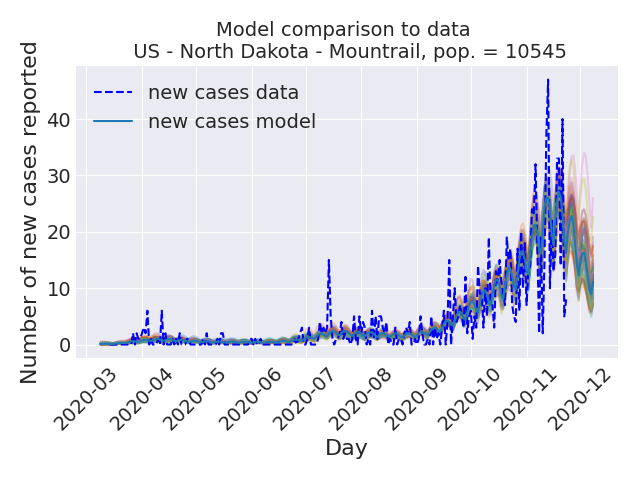 Model comparison to data
US - North Dakota - Mountrail, pop. = 10545
Number of new cases reported
new cases data
new cases model
40
30
20
10
0
2020-03
2020-04
2020-05
2020-06
2020-07
2020-08
2020-09
2020-10
2020-11
2020-12
Day